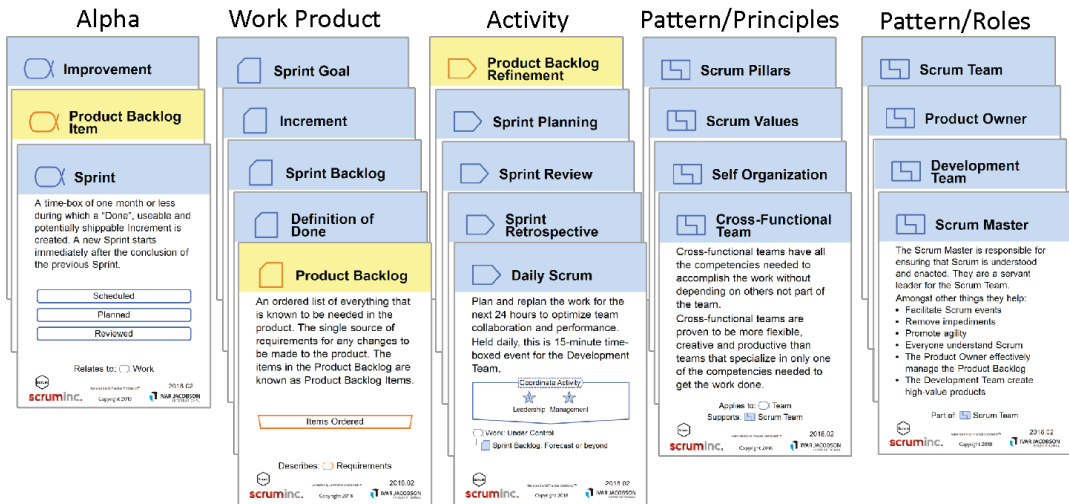 Alpha
Improvement
Product Backlog
Item
Sprint
A time-box of one month or less
during which a "Done", useable and
potentially shippable Increment is
created. A new Sprint starts
immediately after the conclusion of
the previous Sprint.
Scheduled
Planned
Reviewed
Relates to: Work
scruminc.
Copyright 2018
2018.02
IVAR JACOBSON
Work Product
Sprint Goal
Increment
Sprint Backlog
Definition of
Done
Product Backlog
An ordered list of everything that
is known to be needed in the
product. The single source of
requirements for any changes to
be made to the product. The
items in the Product Backlog are
known as Product Backlog Items.
Items Ordered
Describes: Requirements
scruminc.
Copyright 2018
2018.02
IVAR JACOBSON
Activity
Product Backlog
Refinement
Sprint Planning
Sprint Review
Sprint
Retrospective
Daily Scrum
Plan and replan the work for the
next 24 hours to optimize team
collaboration and performance.
Held daily, this is 15-minute time-
boxed event for the Development
Team.
Coordinate Activity
Leadership Management
Work: Under Control
Sprint Backlog: Forecast or beyond
scruminc.
Copyright 2018
2018.02
IVAR JACOBSON
Pattern/Principles
Scrum Pillars
Scrum Values
Self Organization
Cross-Functional
Team
Cross-functional teams have all
the competencies needed to
accomplish the work without
depending on others not part of
the team.
Cross-functional teams are
proven to be more flexible,
creative and productive than
teams that specialize in only one
of the competencies needed to
get the work done.
Applies to: Team
Supports: Scrum Team
scruminc.
Copyright 2018
2018.02
IVAR JACOBSON
Pattern/Roles
Scrum Team
Product Owner
Development
Team
Scrum Master
The Scrum Master is responsible for
ensuring that Scrum is understood
and enacted. They are a servant
leader for the Scrum Team.
Amongst other things they help:
• Facilitate Scrum events
• Remove impediments
• Promote agility
• Everyone understand Scrum
• The Product Owner effectively
manage the Product Backlog
• The Development Team create
high-value products
Part of: Scrum Team
scruminc.
Copyright 2018
2018.02
IVAR JACOBSON